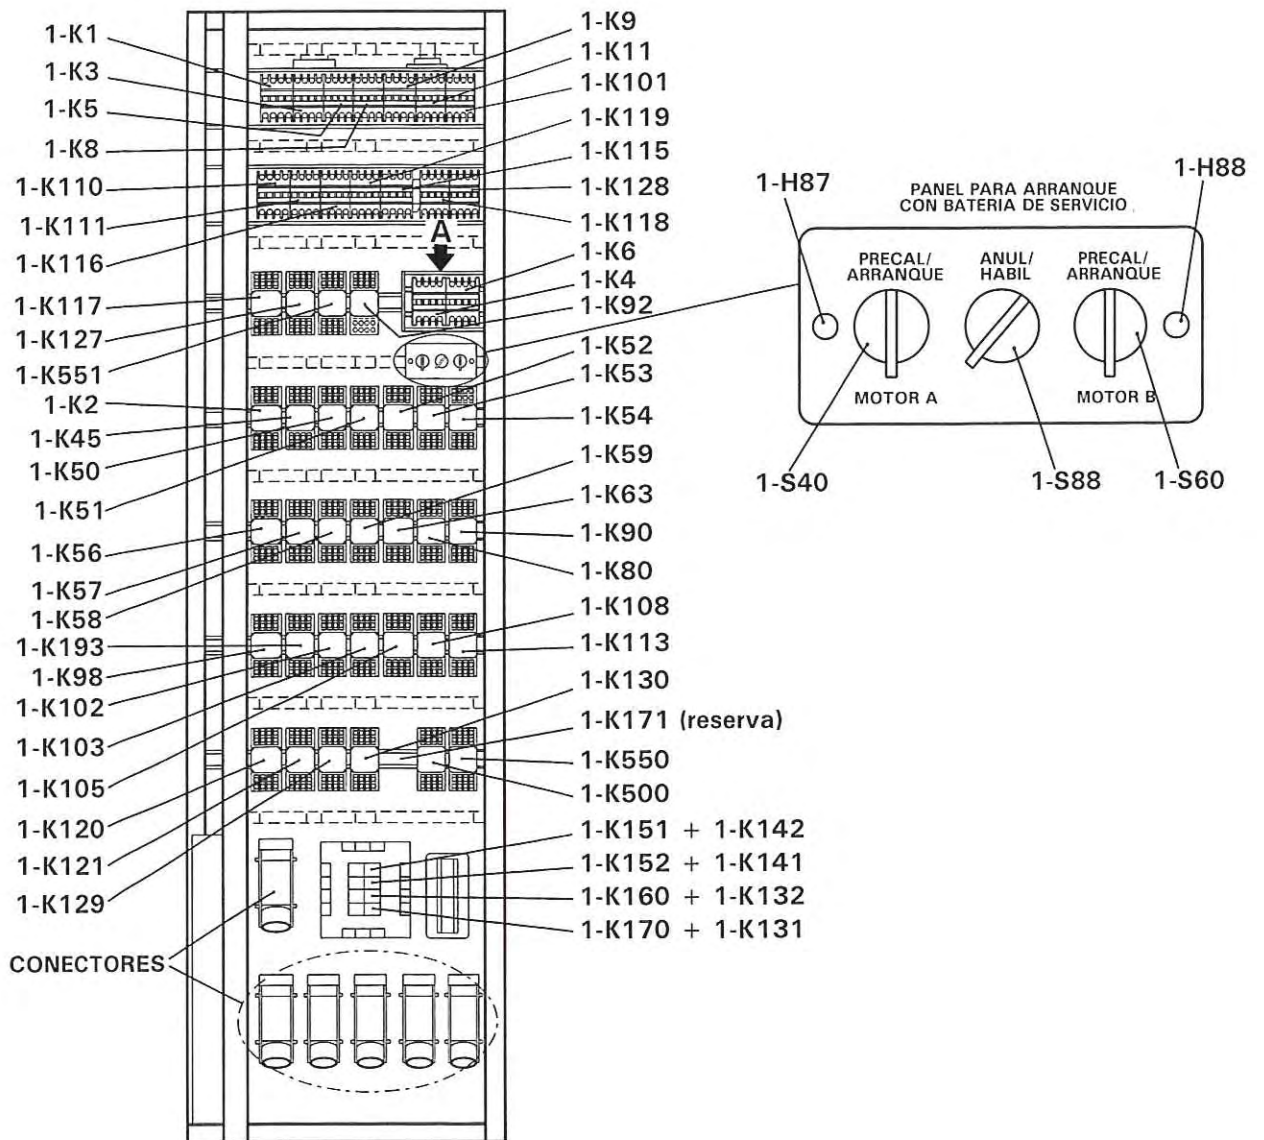 1-K1
1-K3
1-K5
1-K8
1-K110
1-K111
1-K116
1-K117
1-K127
1-K551
1-K2
1-K45
1-K50
1-K51
1-K56
1-K57
1-K58
1-K193
1-K98
1-K102
1-K103
1-K105
1-K120
1-K121
1-K129
CONECTORES
A
1-K9
1-K11
1-K101
1-K119
1-K115
1-K128
1-K118
1-K6
1-K4
1-K92
1-K52
1-K53
1-K54
1-K59
1-K63
1-K90
1-K80
1-K108
1-K113
1-K130
1-K171 (reserva)
1-K550
1-K500
1-K151 + 1-K142
1-K152 + 1-K141
1-K160 + 1-K132
1-K170 + 1-K131
1-H87
1-H88
PANEL PARA ARRANQUE
CON BATERIA DE SERVICIO
PRECAL/
ARRANQUE
ANUL/
HABIL
PRECAL/
ARRANQUE
MOTOR A
MOTOR B
1-S40
1-S88
1-S60